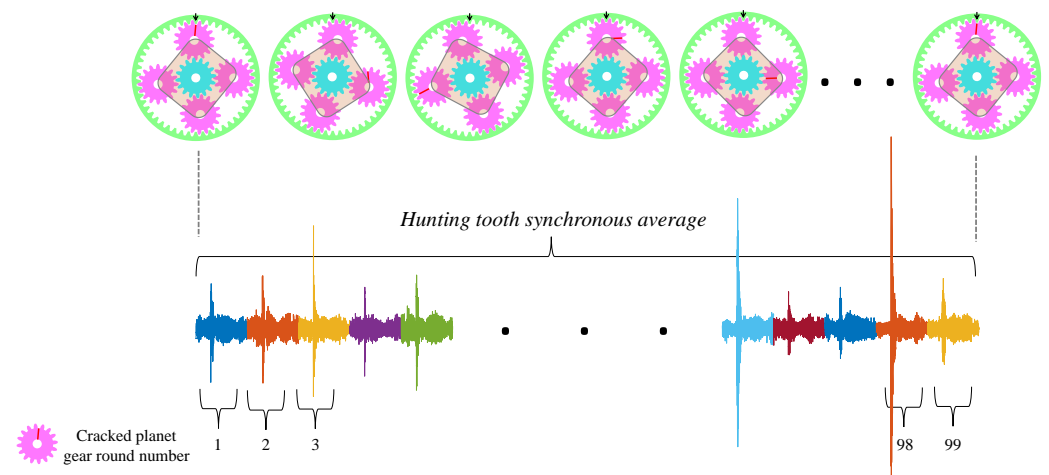 Hunting tooth synchronous average
1
2
3
98
99
Cracked planet
gear round number